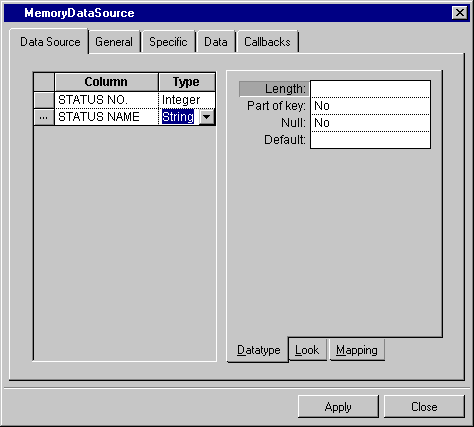 MemoryDataSource
Data Source General Specific Data Callbacks
Column Type
STATUS NO. Integer
... STATUS NAME String
Length:
Part of key: No
Null: No
Default:
Datatype Look Mapping
Apply Close